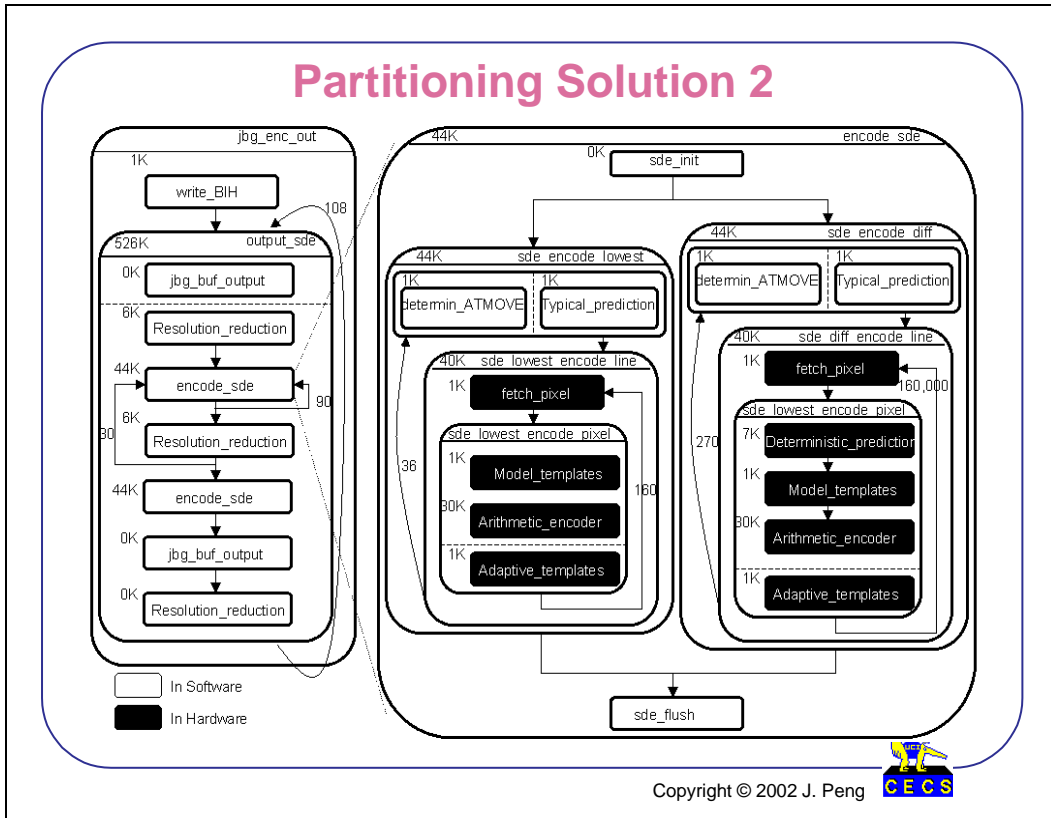 Partitioning Solution 2
jbg_enc_out
1K
write_BIH
108
526K
output_sde
0K
jbg_buf_output
6K
Resolution_reduction
44K
encode_sde
90
30
6K
Resolution_reduction
44K
encode_sde
0K
jbg_buf_output
0K
Resolution_reduction
In Software
In Hardware
44K
encode_sde
0K
sde_init
44K
sde_encode_lowest
1K
determin_ATMOVE
1K
Typical_prediction
40K
sde_lowest_encode_line
1K
fetch_pixel
sde_lowest_encode_pixel
36
1K
Model_templates
160
30K
Arithmetic_encoder
1K
Adaptive_templates
44K
sde_encode_diff
1K
determin_ATMOVE
1K
Typical_prediction
40K
sde_diff_encode_line
1K
fetch_pixel
160,000
sde_lowest_encode_pixel
270
7K
Deterministic_prediction
1K
Model_templates
30K
Arithmetic_encoder
1K
Adaptive_templates
sde_flush
Copyright © 2002 J. Peng
UCI
CECS